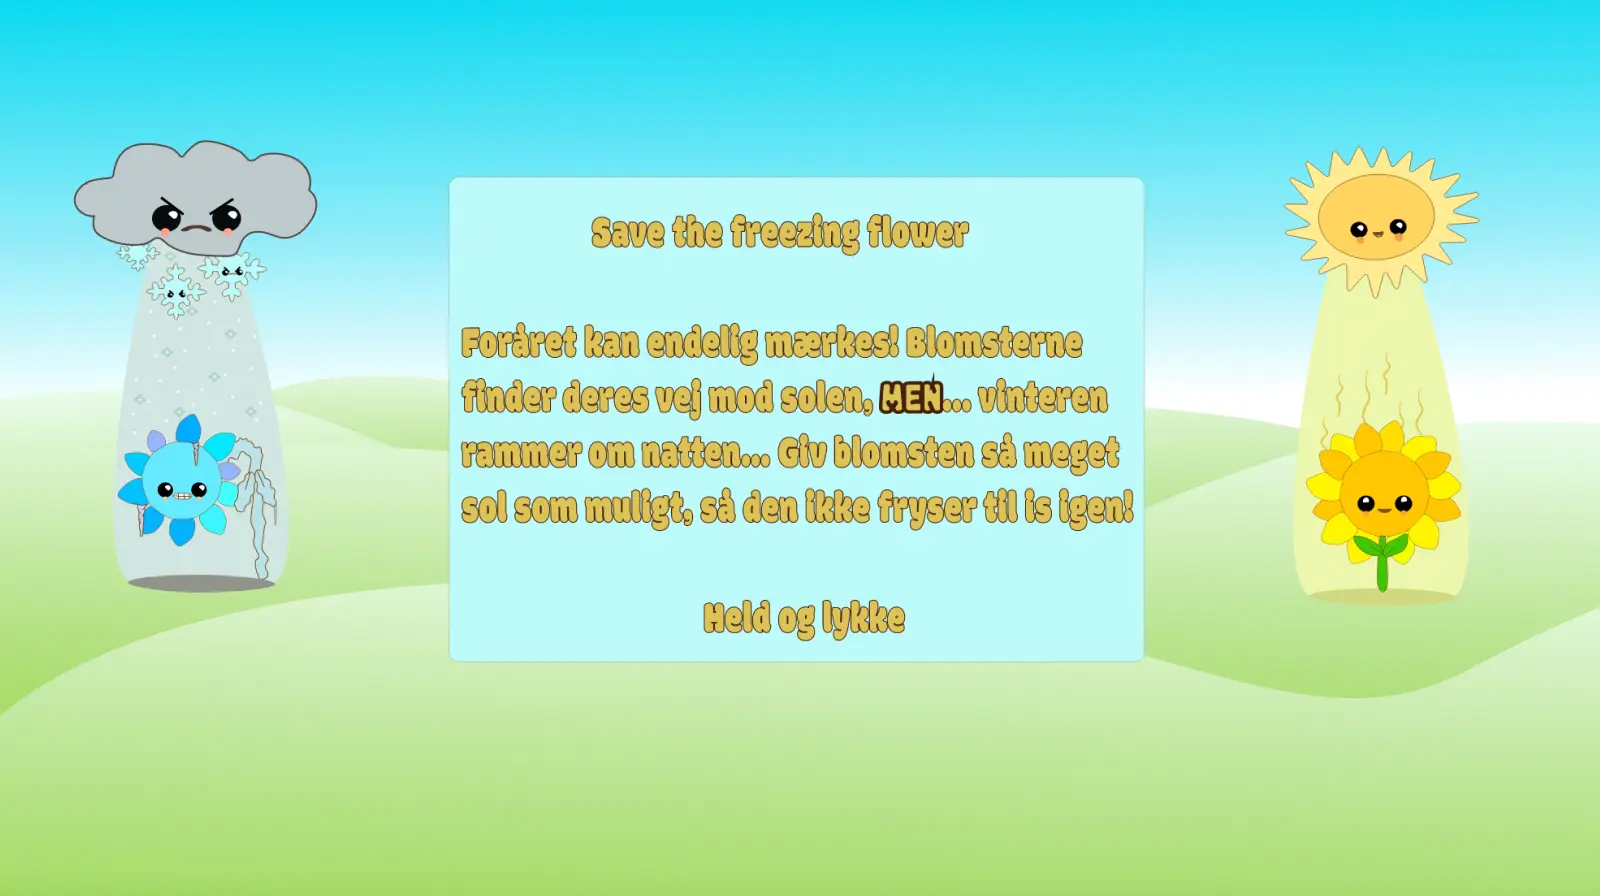 Save the freezing flower
Foråret kan endelig mærkes! Blomsterne
finder deres vej mod solen, MEN... vinteren
rammer om natten... Giv blomsten så meget
sol som muligt, så den ikke fryser til is igen!
Held og lykke